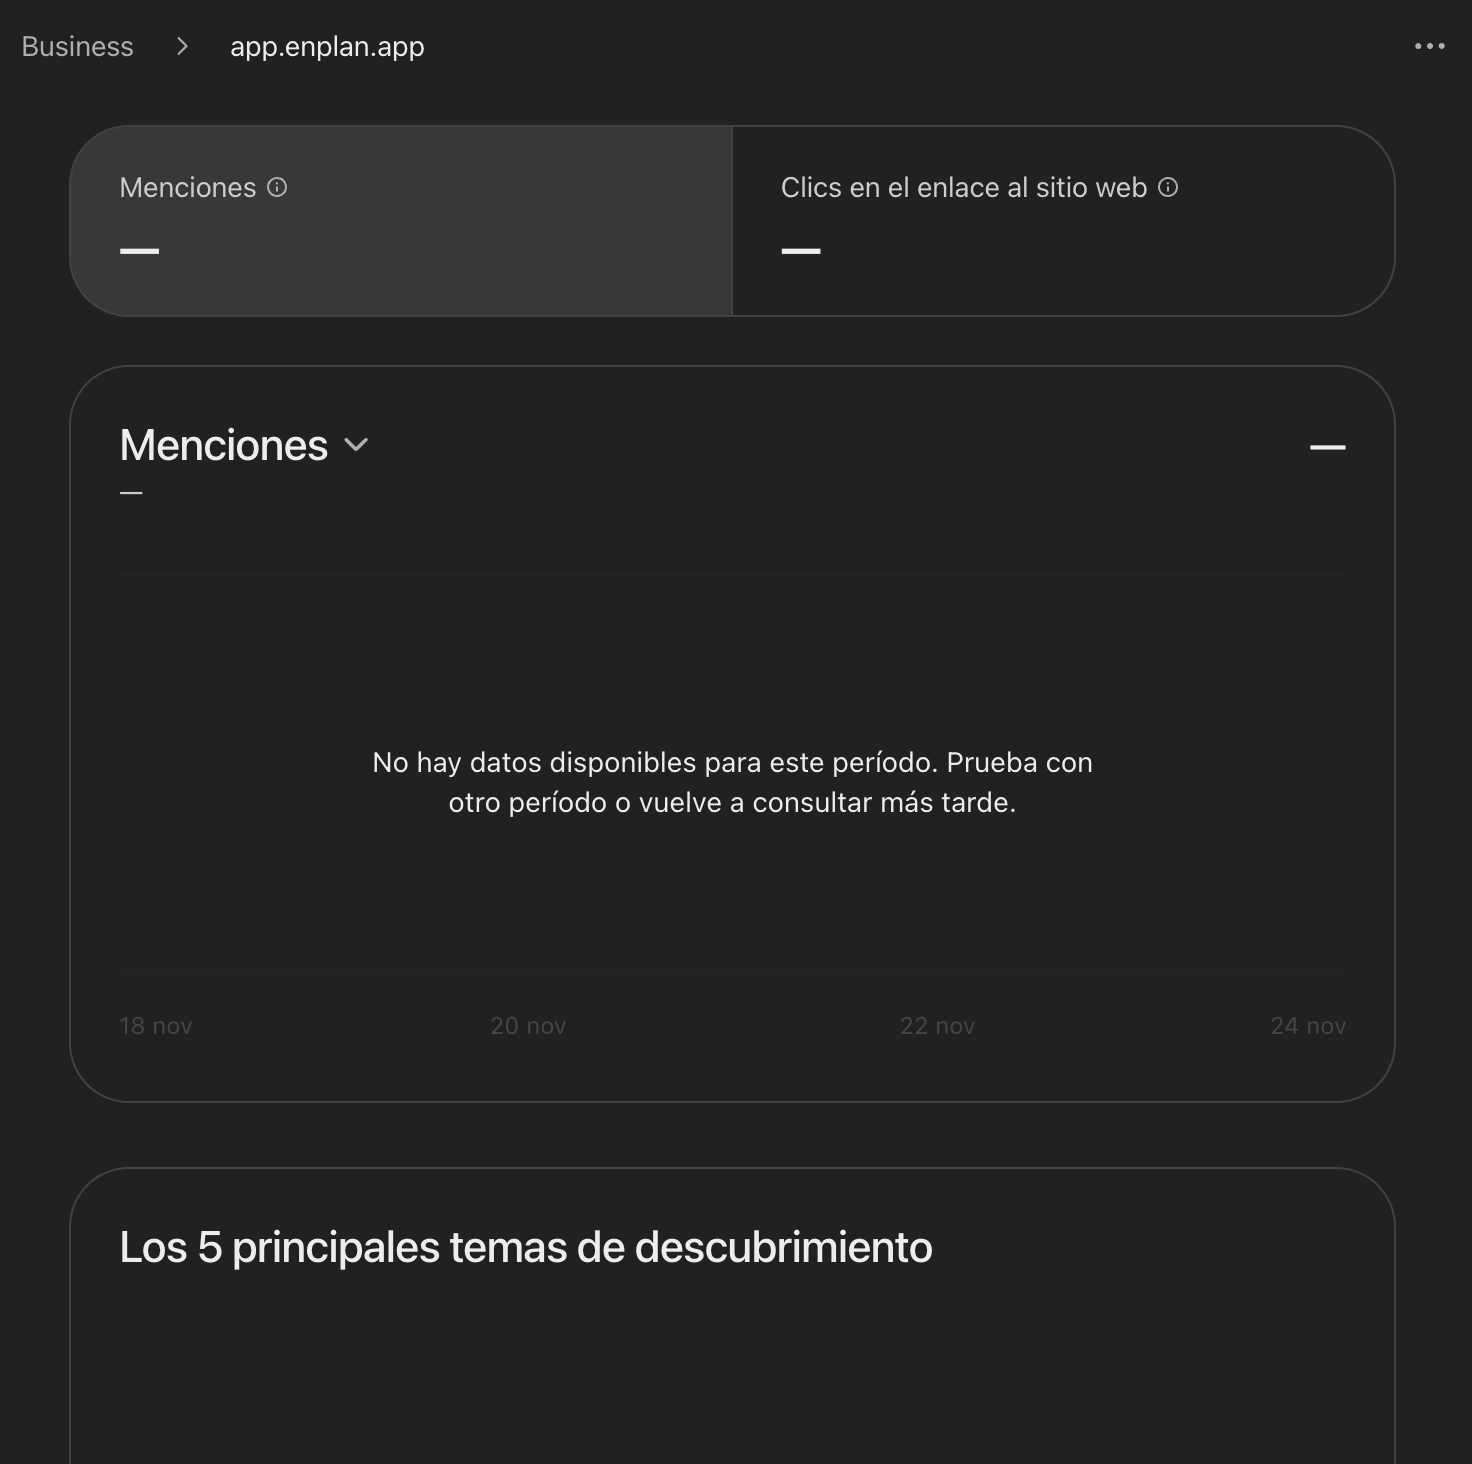 Business > app.enplan.app
Menciones
—
Clics en el enlace al sitio web
—
Menciones
—
—
No hay datos disponibles para este período. Prueba con
otro período o vuelve a consultar más tarde.
18 nov 20 nov 22 nov 24 nov
Los 5 principales temas de descubrimiento